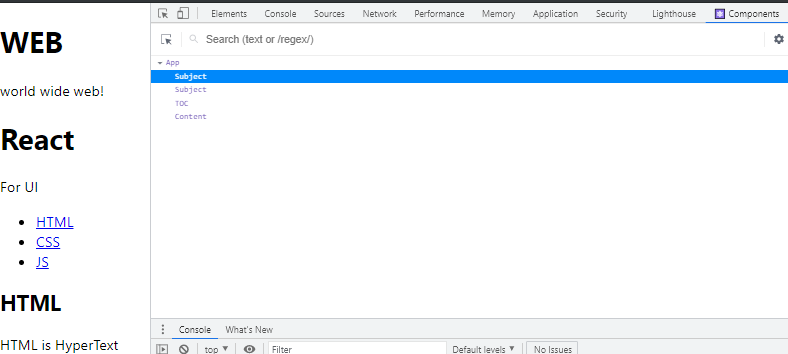 WEB
world wide web!
React
For UI
HTML
CSS
JS
HTML
HTML is HyperText
Elements Console Sources Network Performance Memory Application Security Lighthouse Components
Search (text or /regex/)
App
Subject
Subject
TOC
Content
Console What's New
top Filter Default levels No Issues